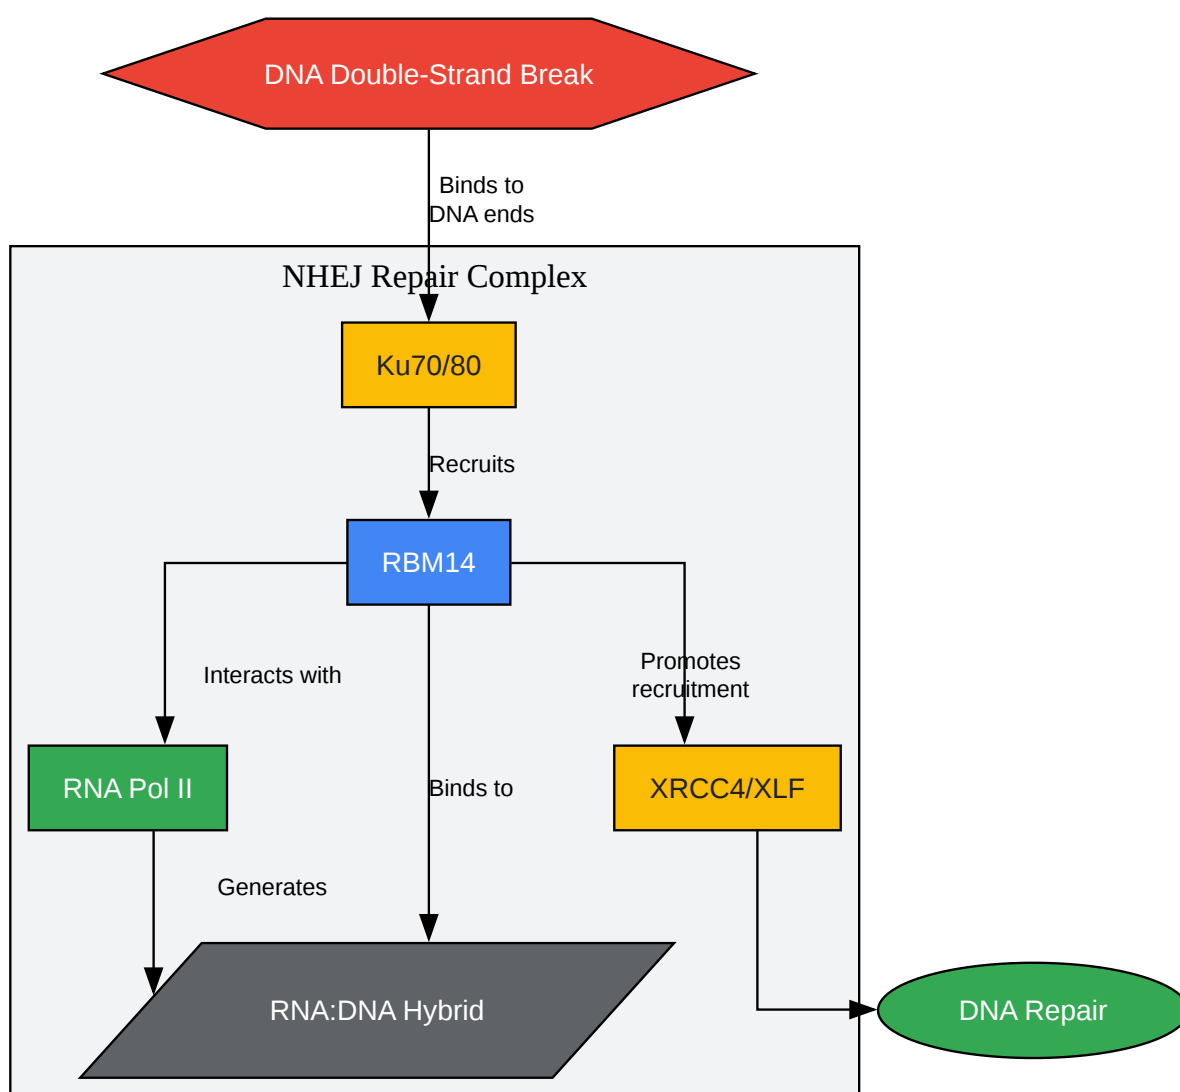 DNA Double-Strand Break
Binds to
DNA ends
NHEJ Repair Complex
Ku70/80
Recruits
RBM14
Interacts with
Promotes
recruitment
RNA Pol II
Binds to
XRCC4/XLF
Generates
RNA:DNA Hybrid
DNA Repair